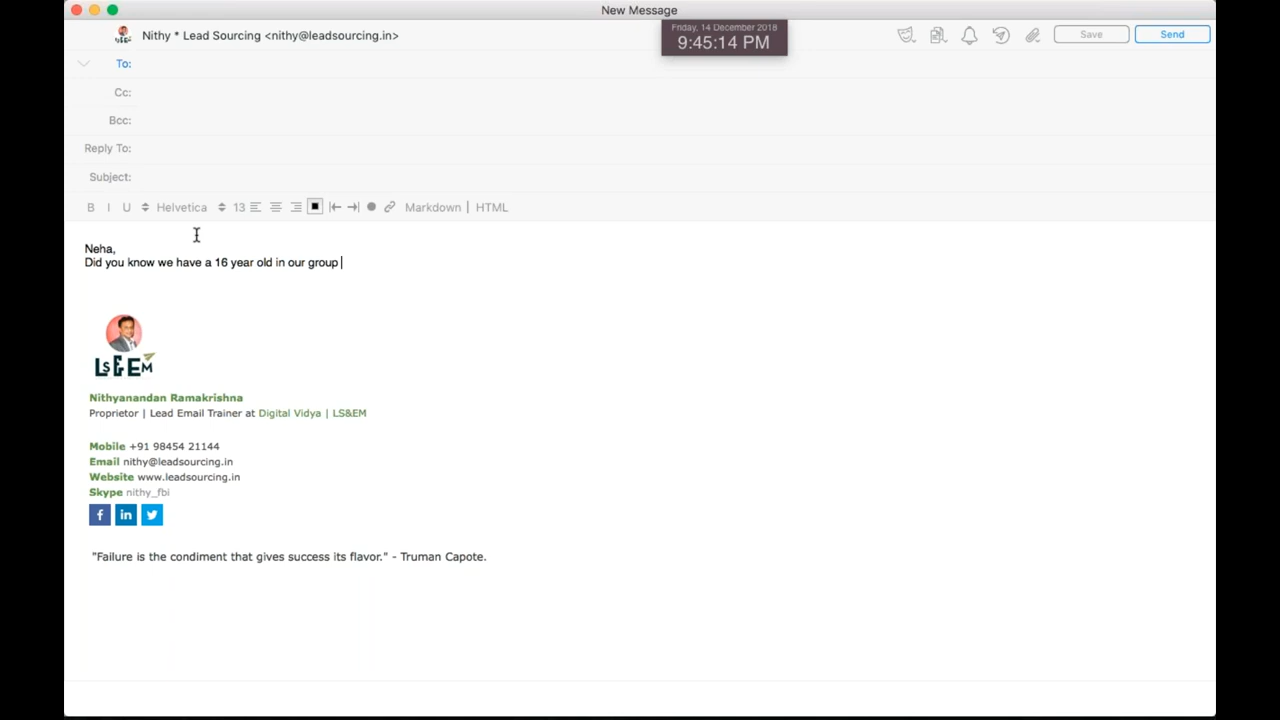 New Message
Nithy * Lead Sourcing <nithy@leadsourcing.in>
Friday, 14 December 2018
9:45:14 PM
Save
Send
To:
Cc:
Bcc:
Reply To:
Subject:
B I U Helvetica 13 Markdown | HTML
Neha,
Did you know we have a 16 year old in our group
LS&EM
Nithyanandan Ramakrishna
Proprietor | Lead Email Trainer at Digital Vidya | LS&EM
Mobile +91 98454 21144
Email nithy@leadsourcing.in
Website www.leadsourcing.in
Skype nithy_fbi
f in
"Failure is the condiment that gives success its flavor." - Truman Capote.